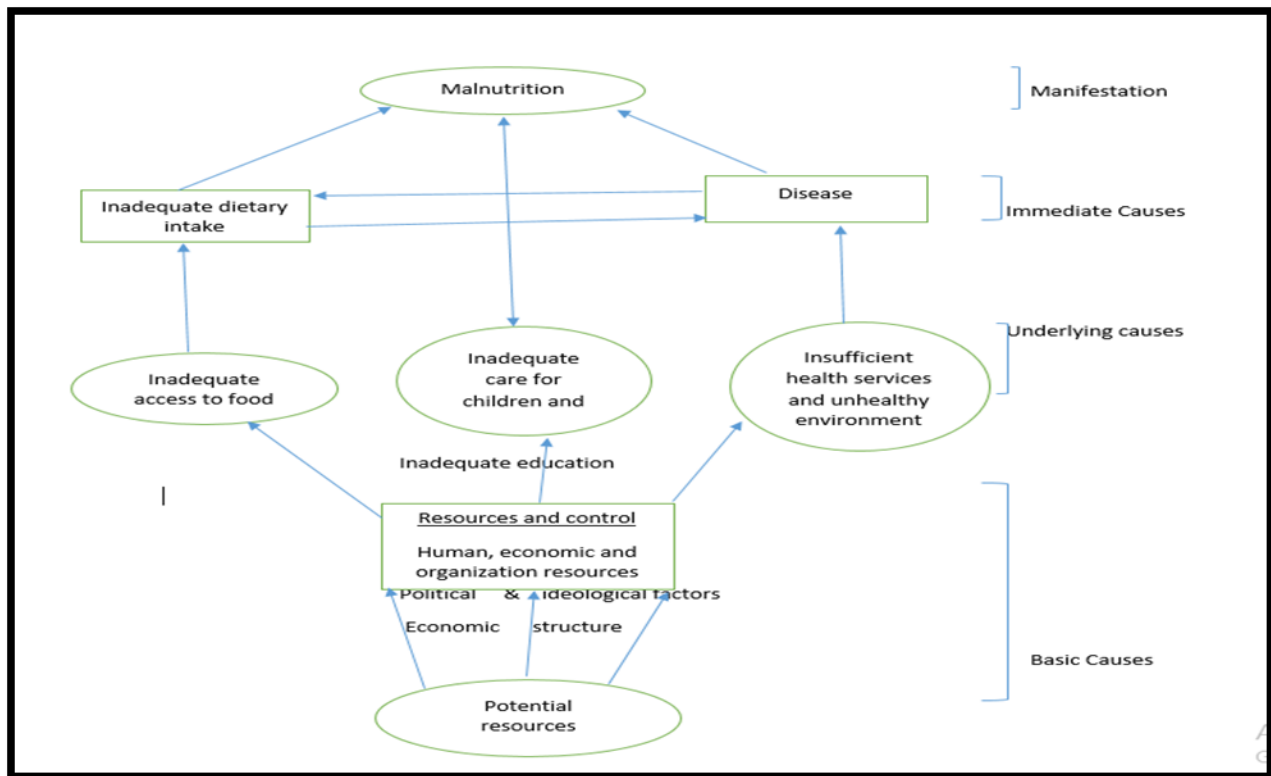 Malnutrition
Manifestation
Inadequate dietary
intake
Disease
Immediate Causes
Underlying causes
Inadequate
access to food
Inadequate
care for
children and
Insufficient
health services
and unhealthy
environment
Inadequate education
Resources and control
Human, economic and
organization resources
Political & Ideological factors
Economic structure
Basic Causes
Potential
resources